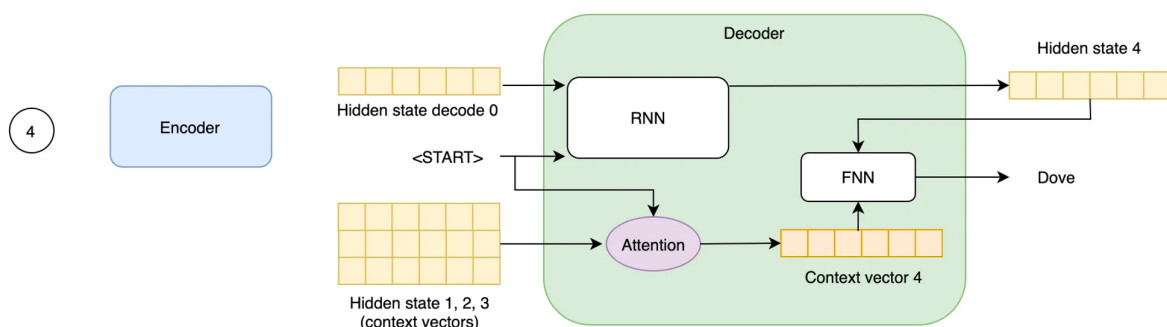 Decoder
Hidden state 4
Hidden state decode 0
RNN
4
Encoder
<START>
FNN
Dove
Attention
Context vector 4
Hidden state 1, 2, 3
(context vectors)